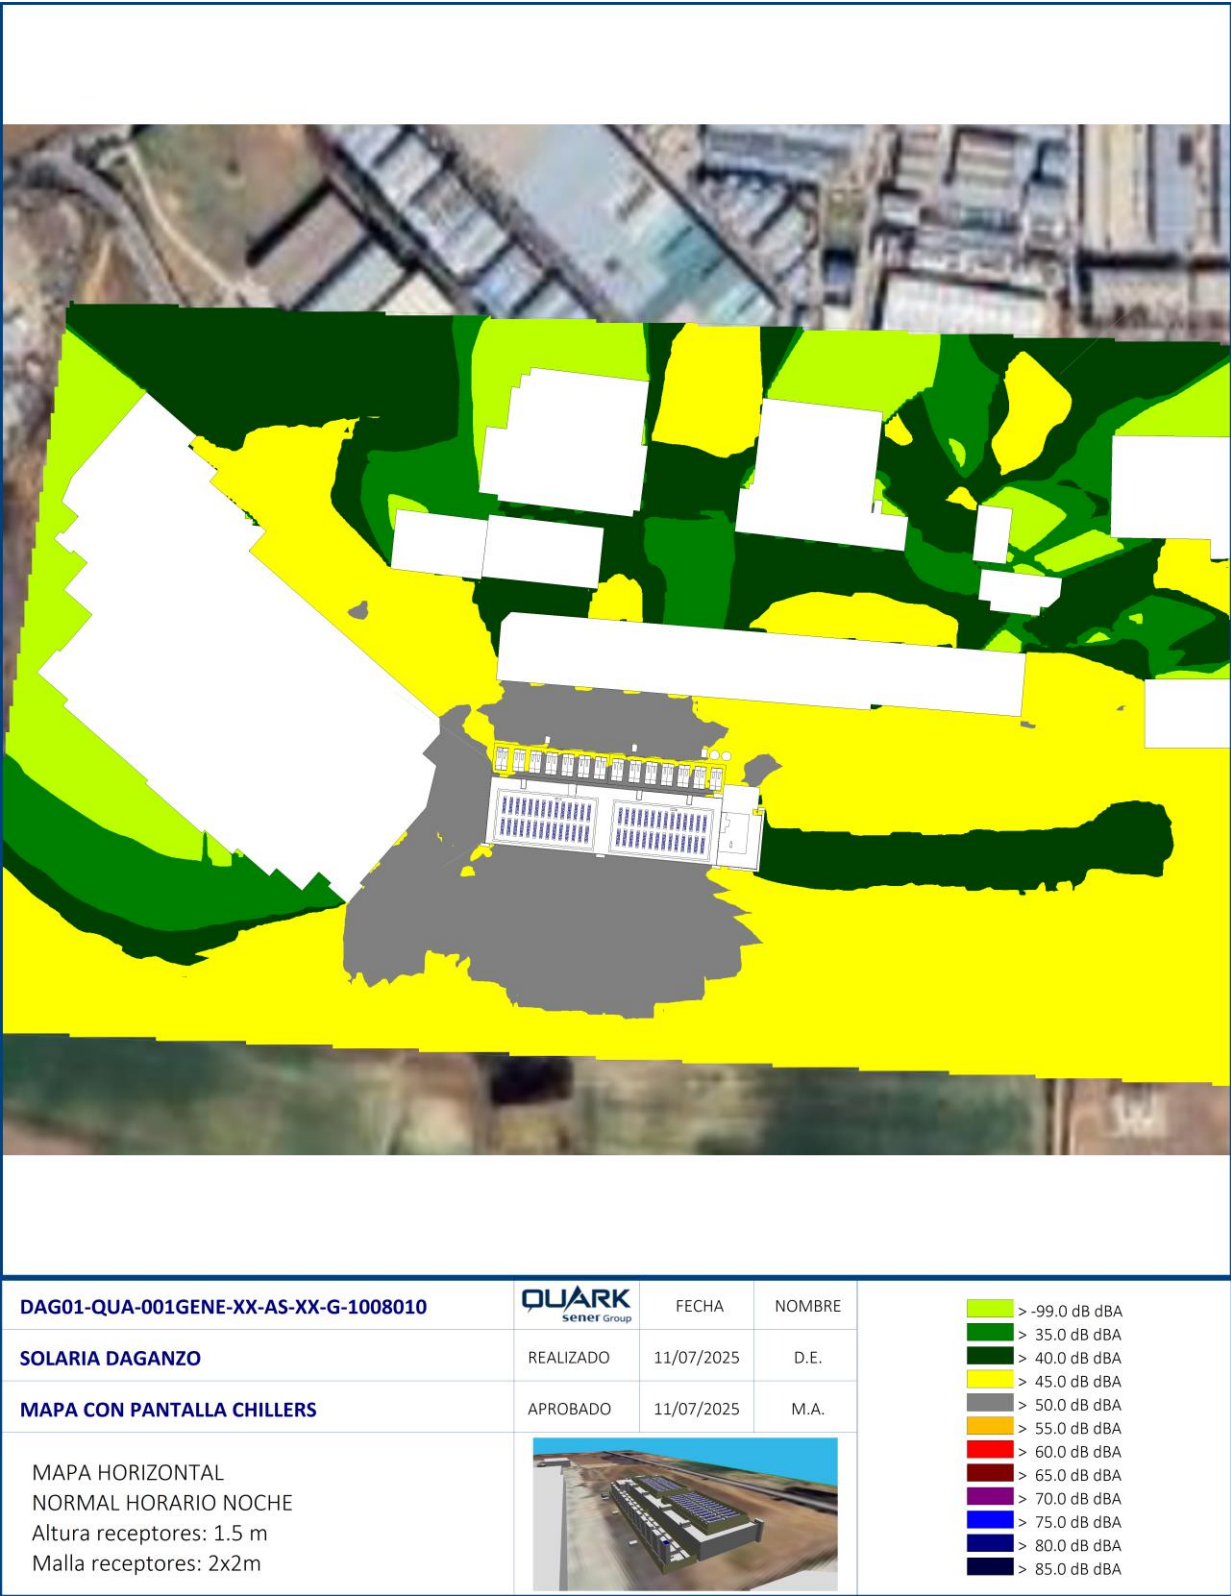 DAG01-QUA-001GENE-XX-AS-XX-G-1008010
QUARK
sener Group
FECHA
NOMBRE
SOLARIA DAGANZO
REALIZADO
11/07/2025
D.E.
MAPA CON PANTALLA CHILLERS
APROBADO
11/07/2025
M.A.
MAPA HORIZONTAL
NORMAL HORARIO NOCHE
Altura receptores: 1.5 m
Malla receptores: 2x2m
> -99.0 dB dBA
> 35.0 dB dBA
> 40.0 dB dBA
> 45.0 dB dBA
> 50.0 dB dBA
> 55.0 dB dBA
> 60.0 dB dBA
> 65.0 dB dBA
> 70.0 dB dBA
> 75.0 dB dBA
> 80.0 dB dBA
> 85.0 dB dBA